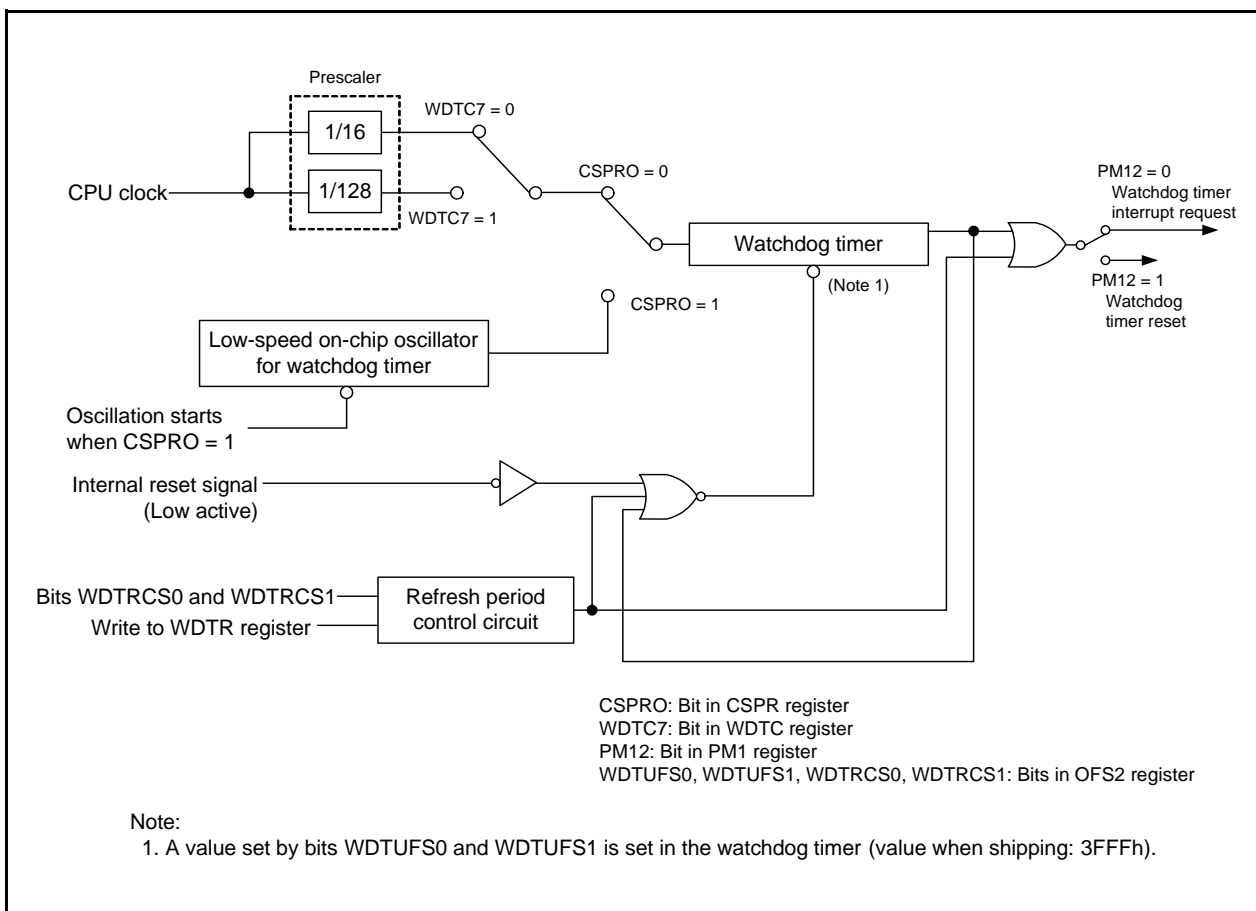 Prescaler
WDTC7 = 0
1/16
CSPRO = 0
PM12 = 0
Watchdog timer
interrupt request
CPU clock
1/128
WDTC7 = 1
Watchdog timer
(Note 1)
PM12 = 1
Watchdog
timer reset
CSPRO = 1
Low-speed on-chip oscillator
for watchdog timer
Oscillation starts
when CSPRO = 1
Internal reset signal
(Low active)
Bits WDTRCS0 and WDTRCS1
Write to WDTR register
Refresh period
control circuit
CSPRO: Bit in CSPR register
WDTC7: Bit in WDTC register
PM12: Bit in PM1 register
WDTUFS0, WDTUFS1, WDTRCS0, WDTRCS1: Bits in OFS2 register
Note:
1. A value set by bits WDTUFS0 and WDTUFS1 is set in the watchdog timer (value when shipping: 3FFFh).